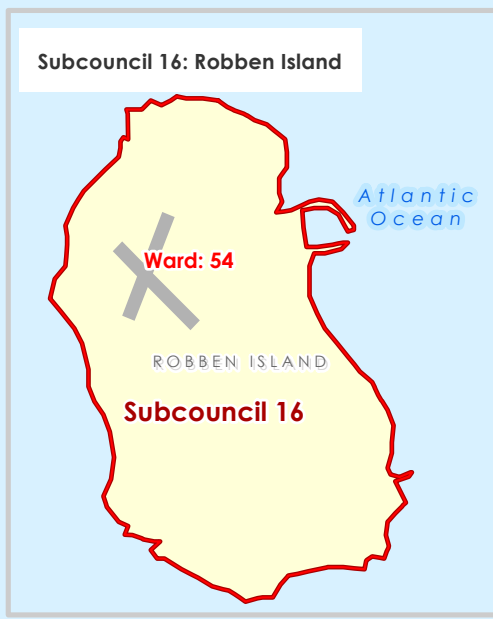 Subcouncil 16: Robben Island
Atlantic
Ocean
Ward: 54
ROBBEN ISLAND
Subcouncil 16